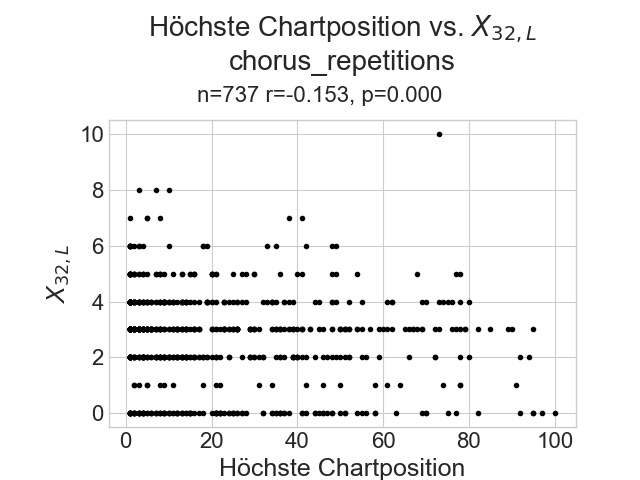 Höchste Chartposition vs. X32, L
chorus_repetitions
n=737 r=-0.153, p=0.000
10
8
6
4
2
0
X32, L
0 20 40 60 80 100
Höchste Chartposition